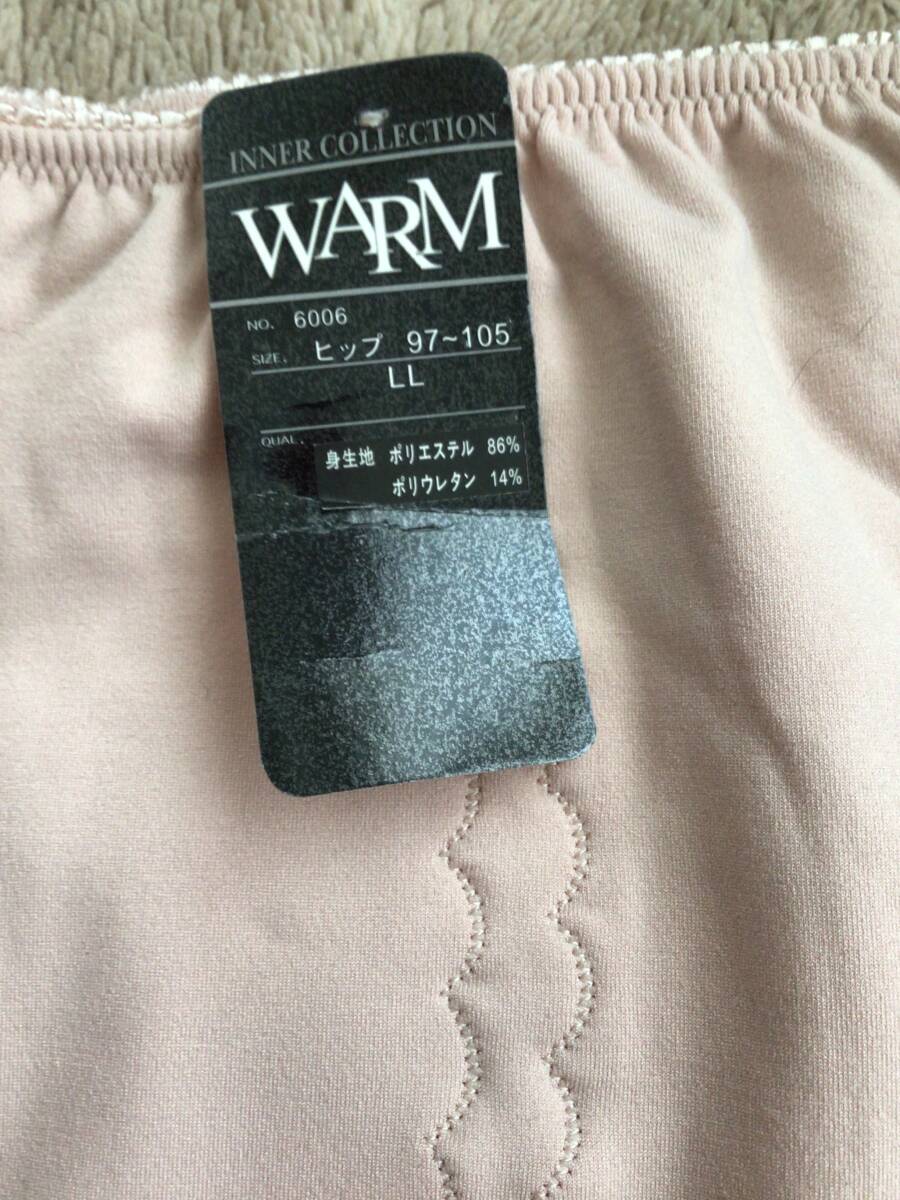 INNER COLLECTION
WARM
NO. 6006
SIZE. ヒップ 97~105
LL
QUAL.
身生地 ポリエステル 86%
ポリウレタン 14%